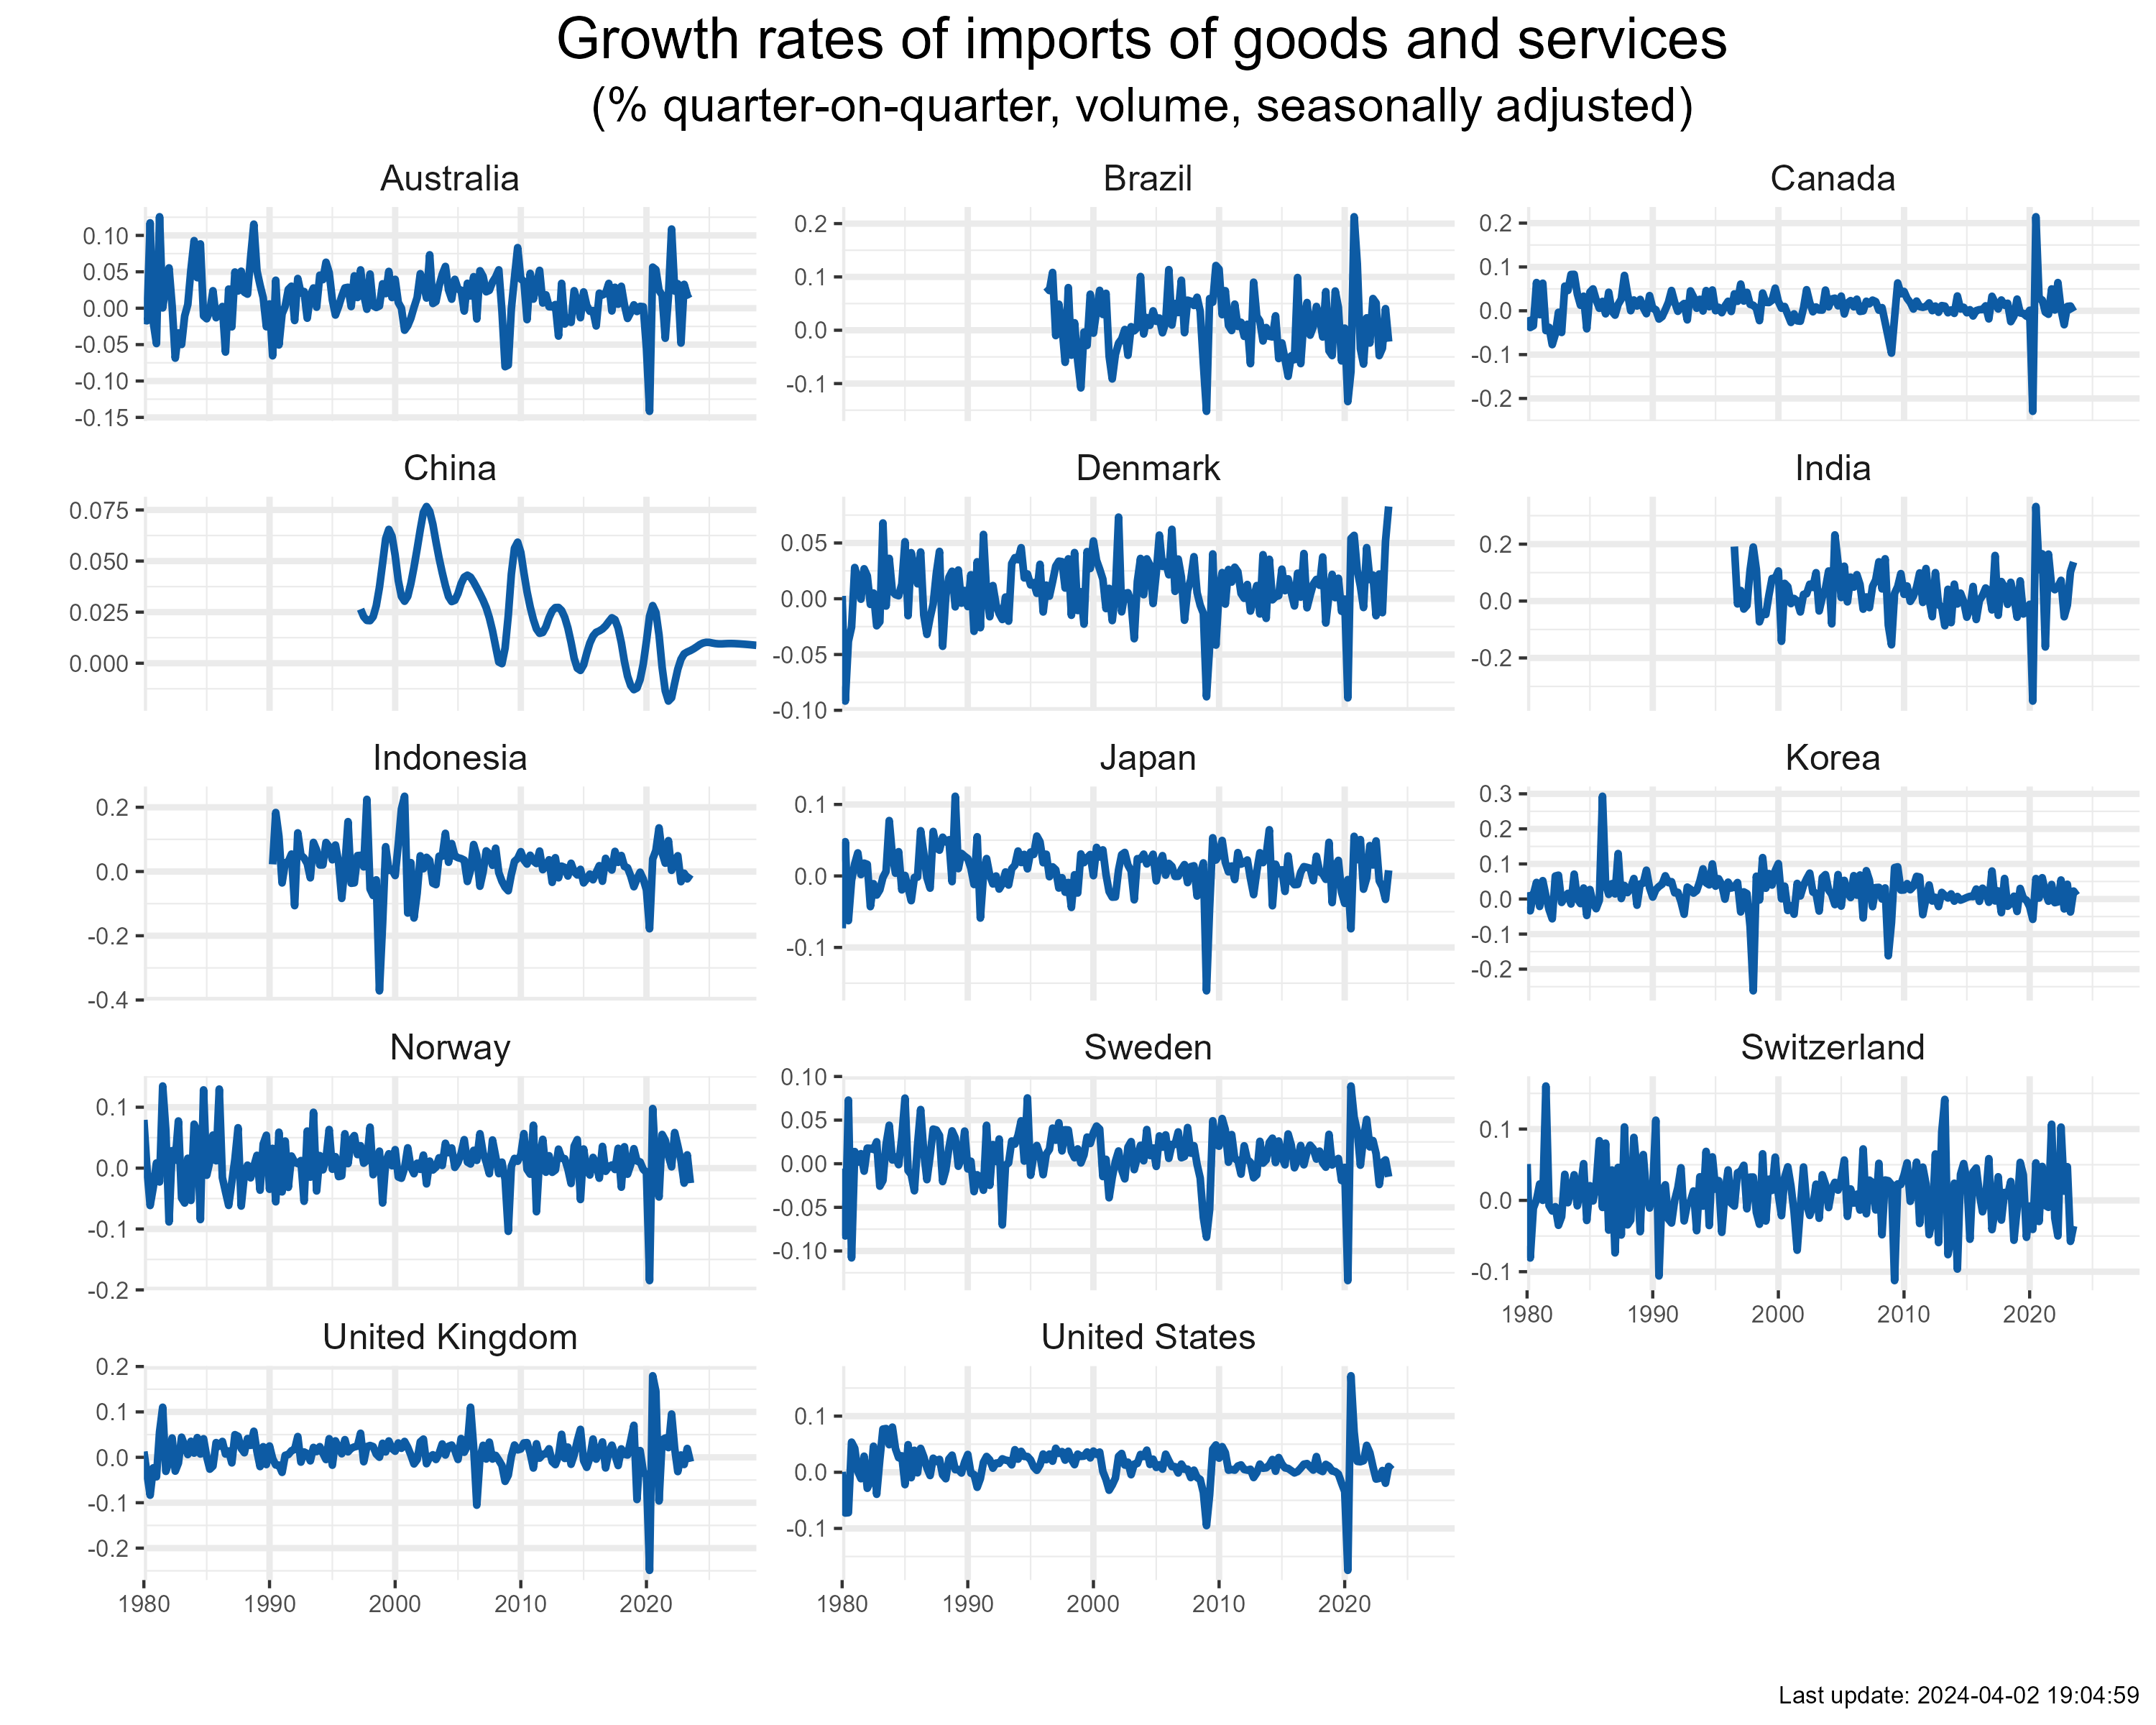 Growth rates of imports of goods and services
(% quarter-on-quarter, volume, seasonally adjusted)
Australia
0.10
0.05
0.00
-0.05
-0.10
-0.15
Brazil
0.2
0.1
0.0
-0.1
Canada
0.2
0.1
0.0
-0.1
-0.2
China
0.075
0.050
0.025
0.000
Denmark
0.05
0.00
-0.05
-0.10
India
0.2
0.0
-0.2
Indonesia
0.2
0.0
-0.2
-0.4
Japan
0.1
0.0
-0.1
Korea
0.3
0.2
0.1
0.0
-0.1
-0.2
Norway
0.1
0.0
-0.1
-0.2
Sweden
0.10
0.05
0.00
-0.05
-0.10
Switzerland
0.1
0.0
-0.1
1980 1990 2000 2010 2020
United Kingdom
0.2
0.1
0.0
-0.1
-0.2
1980 1990 2000 2010 2020
United States
0.1
0.0
-0.1
1980 1990 2000 2010 2020
Last update: 2024-04-02 19:04:59